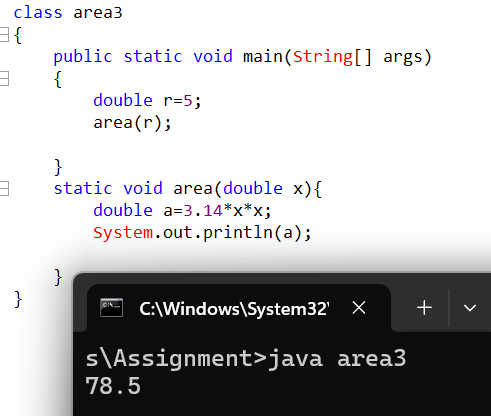 class area3
{
public static void main(String[] args)
{
double r=5;
area(r);
}
static void area(double x){
double a=3.14*x*x;
System.out.println(a);
}
}
C:\Windows\System32\
s\Assignment>java area3
78.5